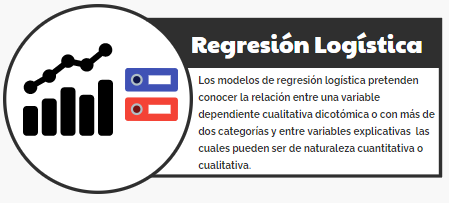 Regresión Logística
Los modelos de regresión logística pretenden
conocer la relación entre una variable
dependiente cualitativa dicotómica o con más de
dos categorías y entre variables explicativas las
cuales pueden ser de naturaleza cuantitativa o
cualitativa.